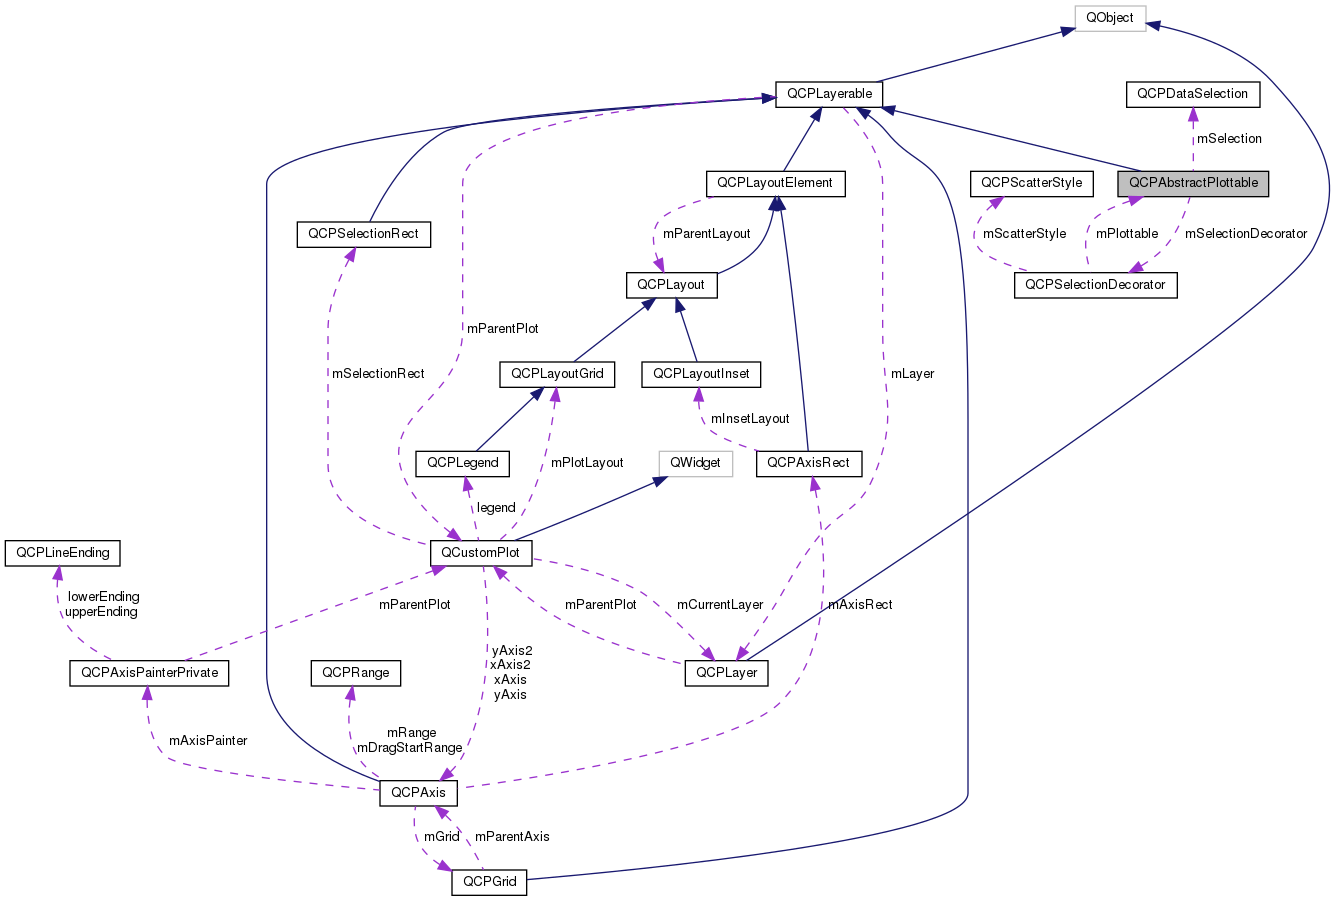 QObject
QCPLayerable
QCPDataSelection
mSelection
QCPLayoutElement
QCPScatterStyle
QCPAbstractPlottable
QCPSelectionRect
mParentLayout
mScatterStyle
mPlottable
mSelectionDecorator
QCPLayout
QCPSelectionDecorator
mParentPlot
mSelectionRect
QCPLayoutGrid
QCPLayoutInset
mLayer
mInsetLayout
QCPLegend
mPlotLayout
QWidget
QCPAxisRect
legend
QCPLineEnding
QCustomPlot
lowerEnding
upperEnding
mParentPlot
mParentPlot
mCurrentLayer
mAxisRect
QCPAxisPainterPrivate
QCPRange
yAxis2
xAxis2
xAxis
yAxis
QCPLayer
mAxisPainter
mRange
mDragStartRange
QCPAxis
mGrid
mParentAxis
QCPGrid